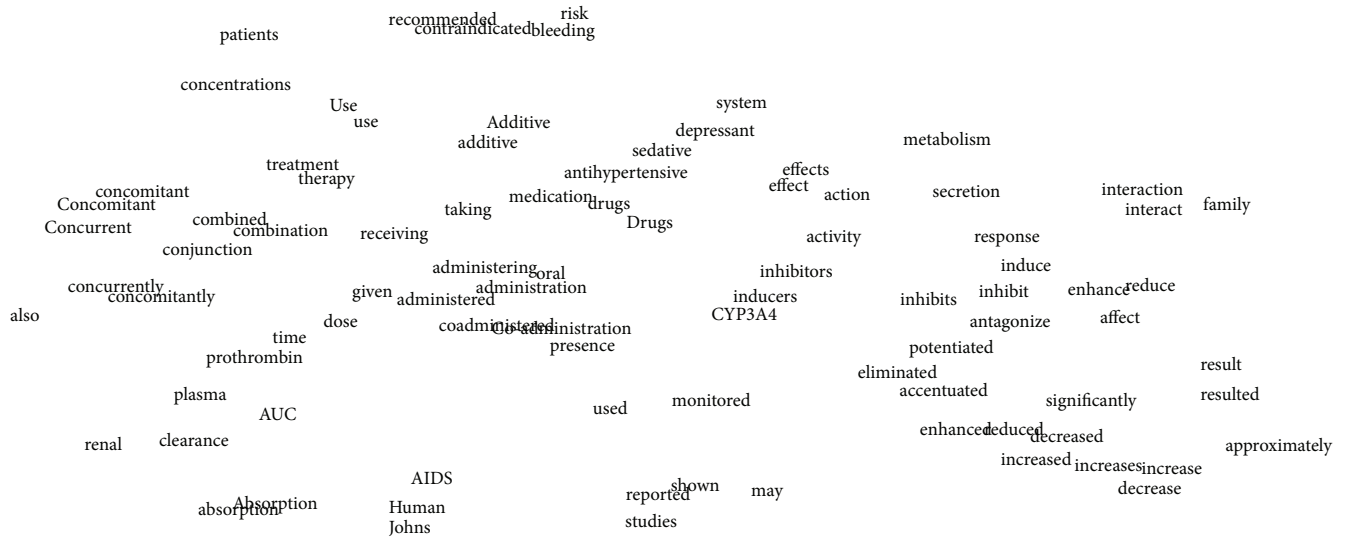 risk
recommended
contraindicated
bleeding
patients
concentrations
system
Use
use
Additive
depressant
additive
metabolism
sedative
treatment
effects
antihypertensive
therapy
effect
interaction
concomitant
secretion
action
medication
drugs
Concomitant
family
taking
interact
combined
Drugs
Concurrent
combination
receiving
activity
response
conjunction
induce
administering
inhibitors
oral
concurrently
administration
reduce
enhance
given
inhibit
concomitantly
inducers
administered
inhibits
CYP3A4
also
affect
dose
antagonize
coadministered
Co-administration
time
presence
potentiated
prothrombin
result
eliminated
accentuated
plasma
resulted
monitored
significantly
used
AUC
enhanced
reduced
decreased
clearance
renal
approximately
increased
increases
increase
AIDS
shown
decrease
may
reported
Absorption
absorption
Human
studies
Johns